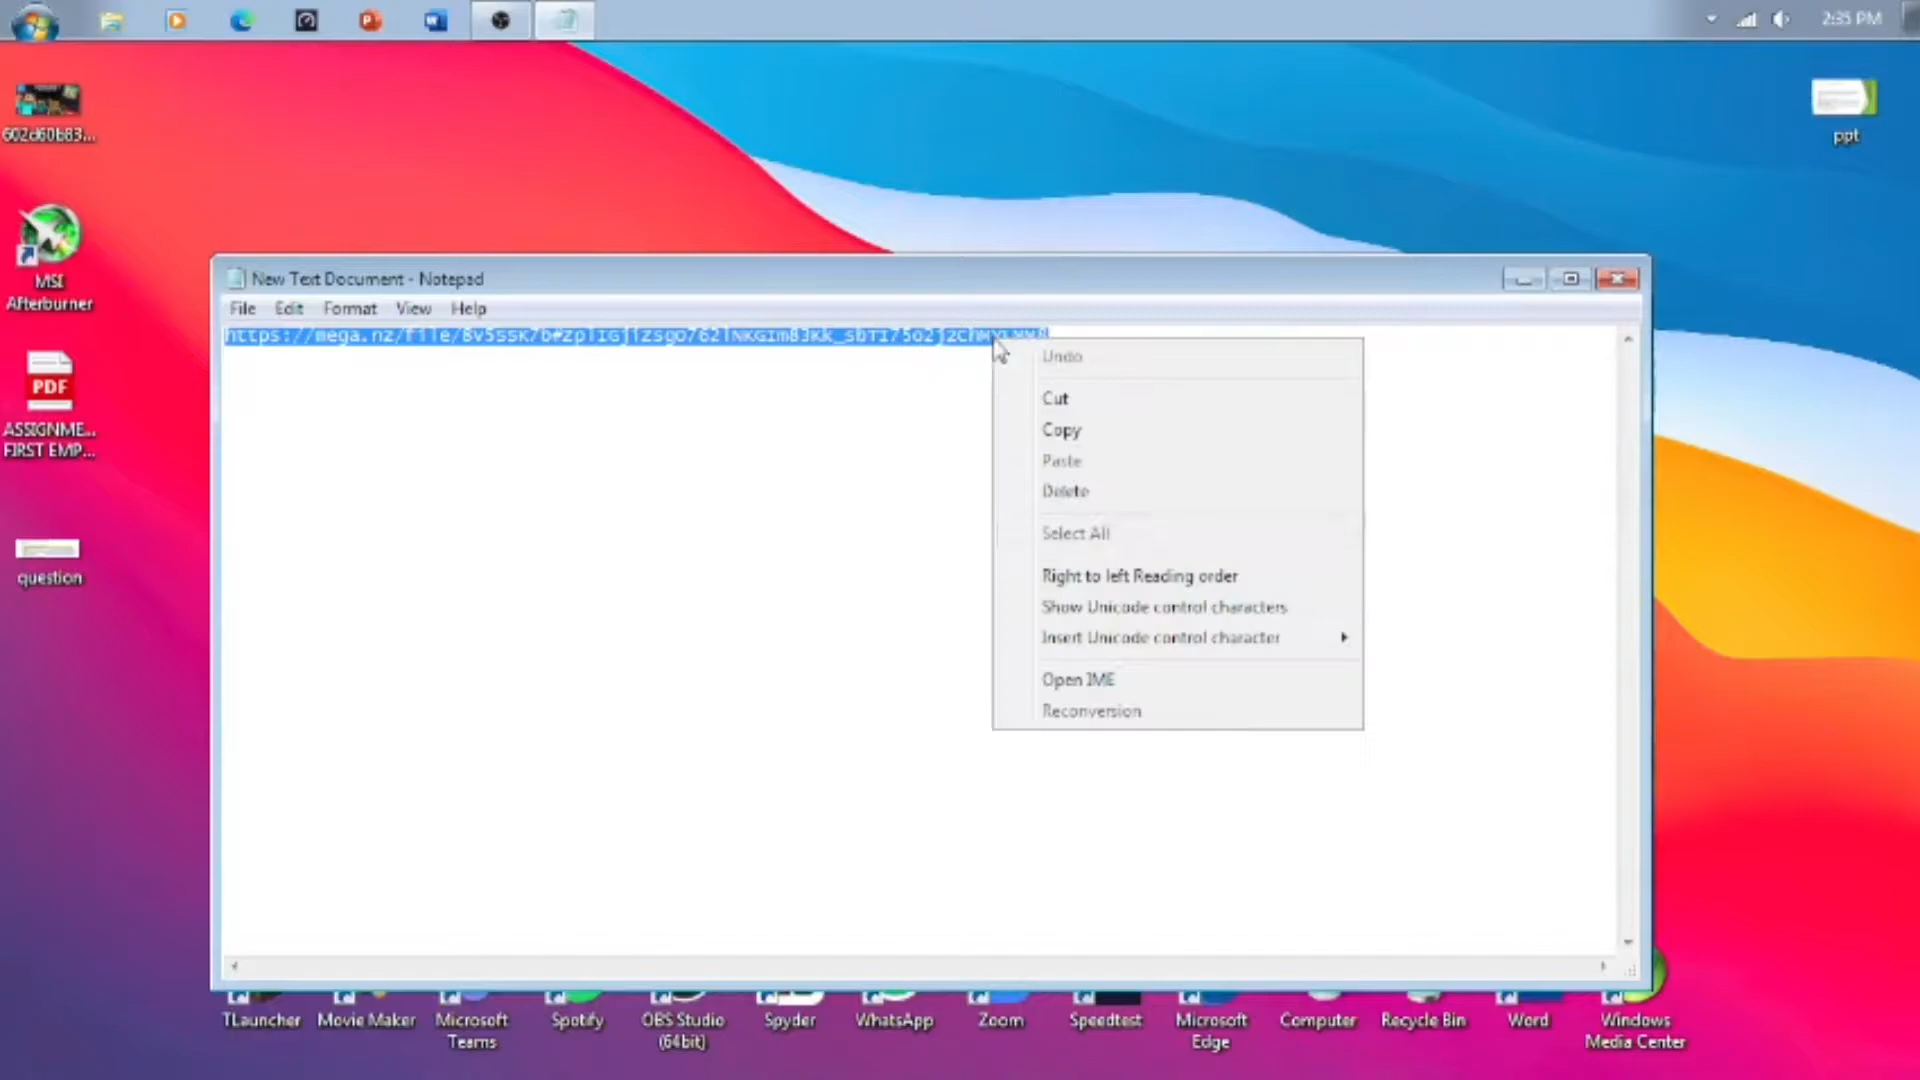 2:35 PM
602d60b83...
ppt
MSI
Afterburner
New Text Document - Notepad
File Edit Format View Help
Undo
Cut
Copy
Paste
Delete
Select All
Right to left Reading order
Show Unicode control characters
Insert Unicode control character
Open IME
Reconversion
PDF
ASSIGNME...
FIRST EMP...
question
TLauncher
Movie Maker
Microsoft
Teams
Spotify
OBS Studio
(64bit)
Spyder
WhatsApp
Zoom
Speedtest
Microsoft
Edge
Computer
Recycle Bin
Word
Windows
Media Center